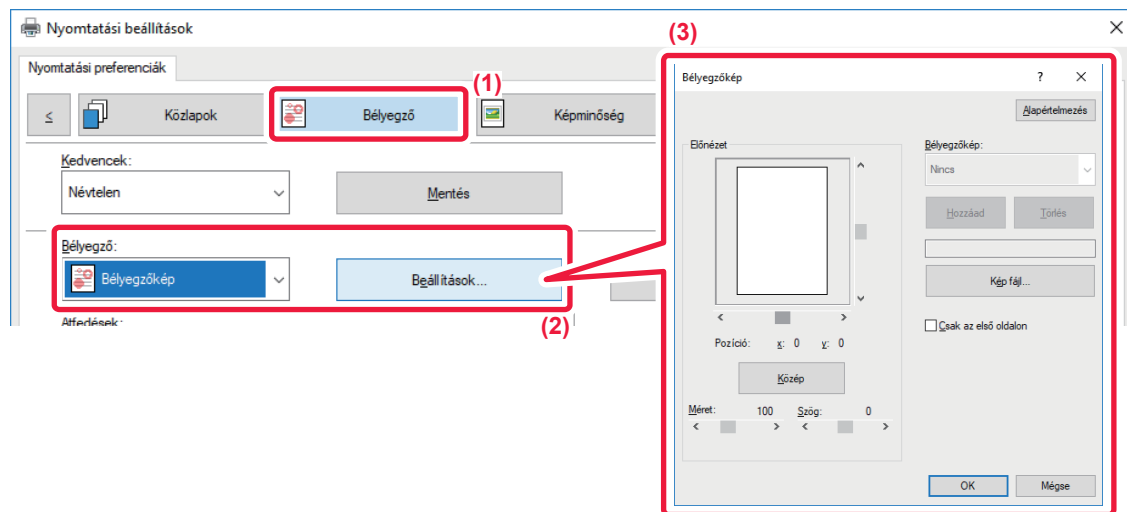 Nyomtatási beállítások
Nyomtatási preferenciák
(1)
≤ Közlapok Bélyegző Képminőség
Kedvencek:
Névtelen Mentés
Bélyegző:
Bélyegzőkép Beállítások...
Átfedések:
(2)
(3)
Bélyegzőkép ?
Alapértelmezés
Előnézet
Bélyegzőkép:
Nincs
Hozzáad Törlés
Kép fájl...
Csak az első oldalon
Pozíció: x: 0 y: 0
Közép
Méret: 100 Szög: 0
OK Mégse